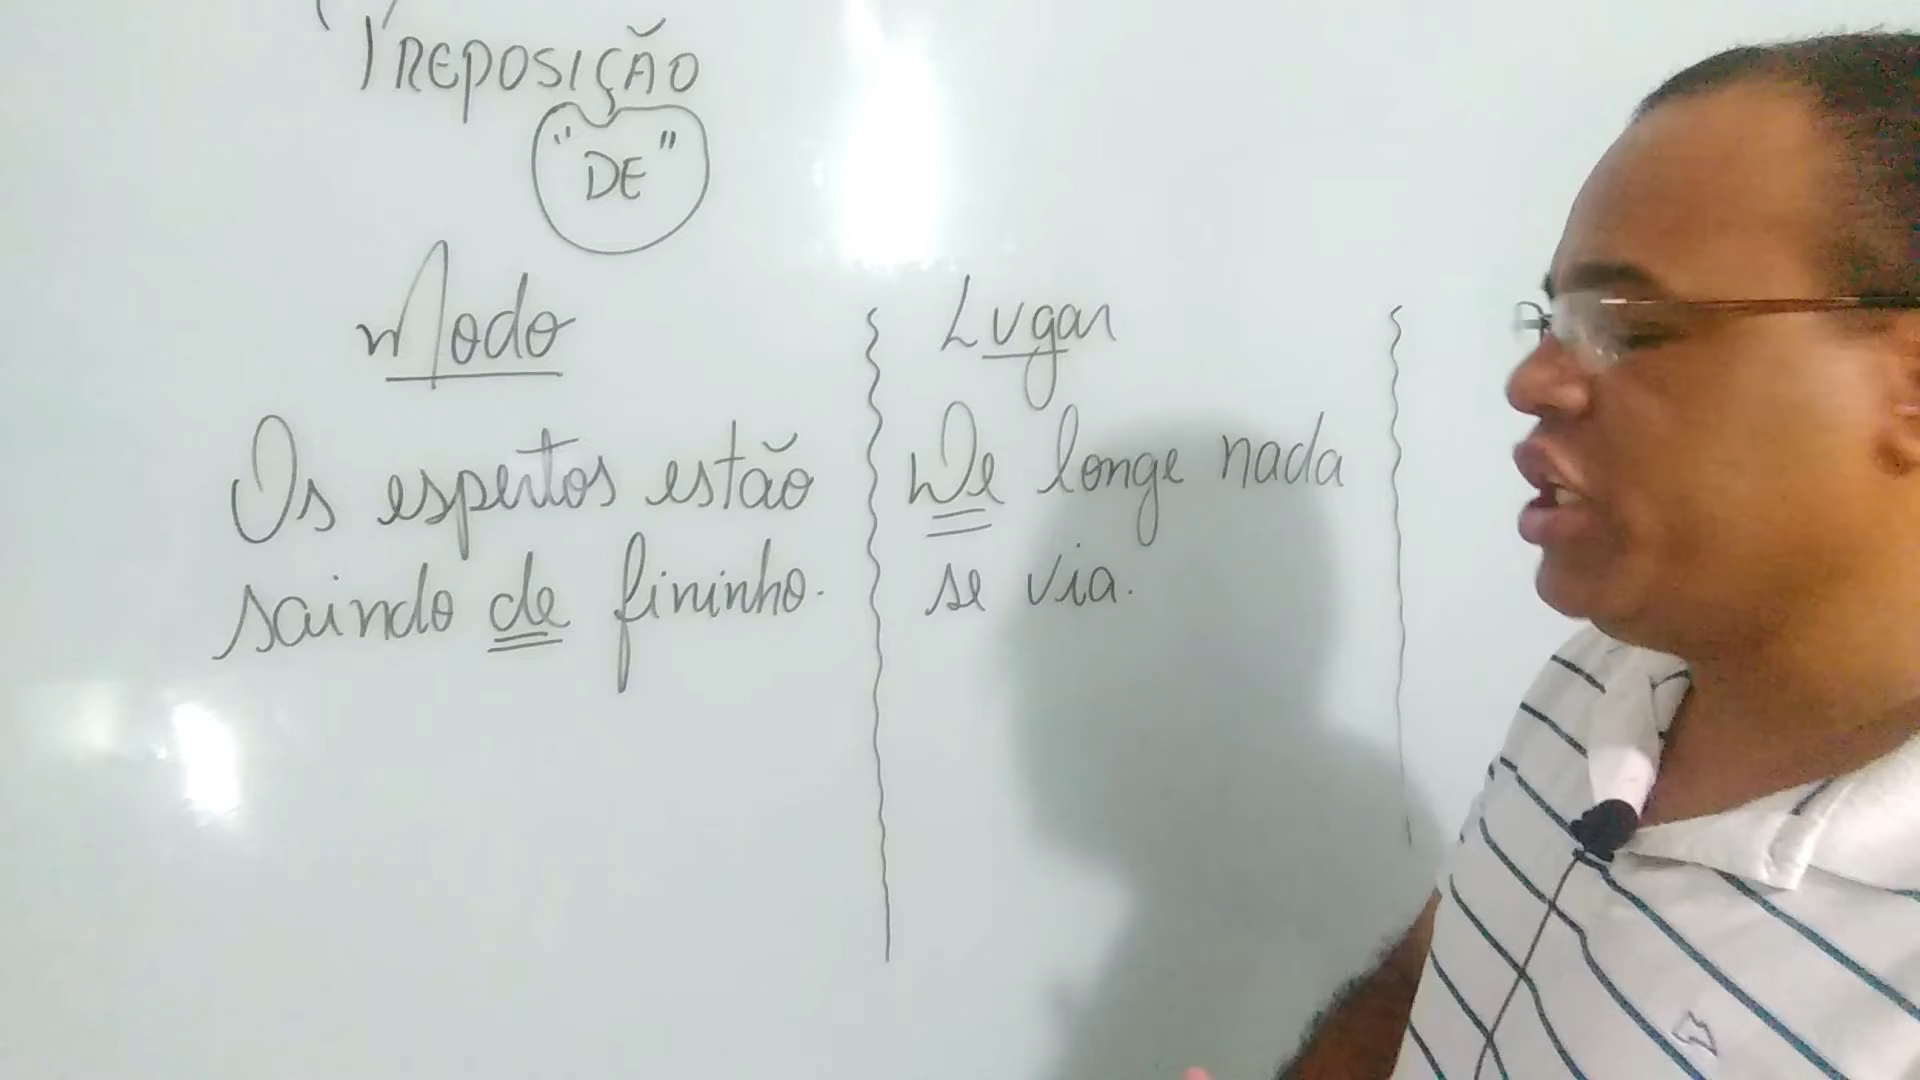 PREPOSIÇÃO
"DE"
Modo
Os espertos estão
saindo de fininho.
Lugar
De longe nada
se via.